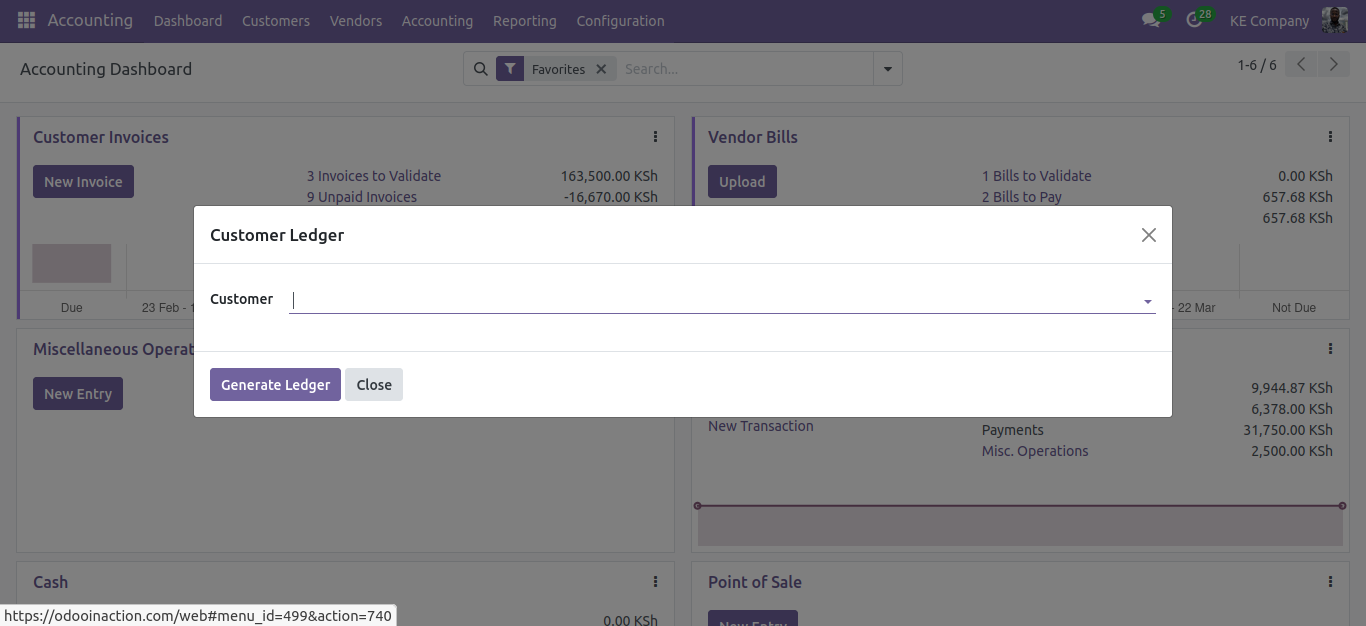 Accounting Dashboard Customers Vendors Accounting Reporting Configuration 5 28 KE Company
Accounting Dashboard Favorites Search... 1-6 / 6
Customer Invoices
New Invoice
3 Invoices to Validate 163,500.00 KSh
9 Unpaid Invoices -16,670.00 KSh
Due 23 Feb - 1
Vendor Bills
Upload
1 Bills to Validate 0.00 KSh
2 Bills to Pay 657.68 KSh
657.68 KSh
- 22 Mar Not Due
Customer Ledger
Customer
Generate Ledger Close
Miscellaneous Operat
New Entry
9,944.87 KSh
6,378.00 KSh
New Transaction
Payments 31,750.00 KSh
Misc. Operations 2,500.00 KSh
Cash
0.00 KSh
Point of Sale
New Entry
https://odooinaction.com/web#menu_id=499&action=740